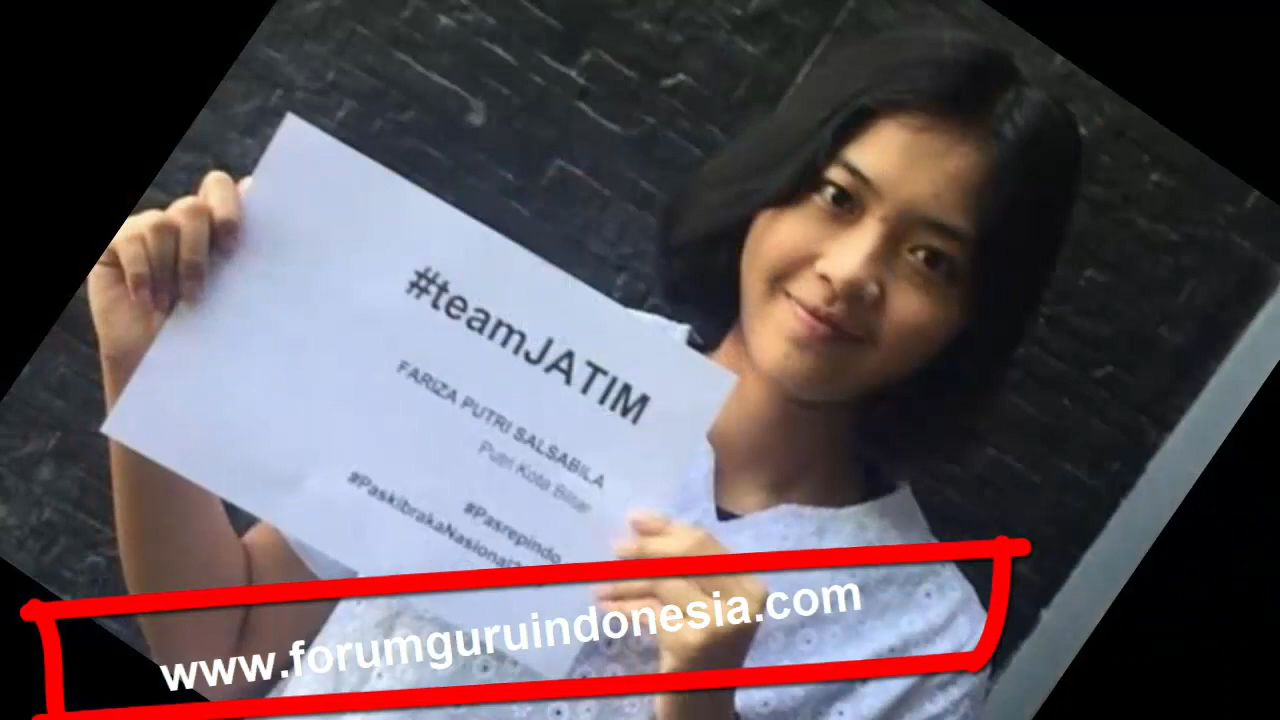 #teamJATIM
FARIZA PUTRI SALSABILA
Putri Kota Blitar
#Pasrepindo
#PaskibrakaNasional
www.forumguruindonesia.com